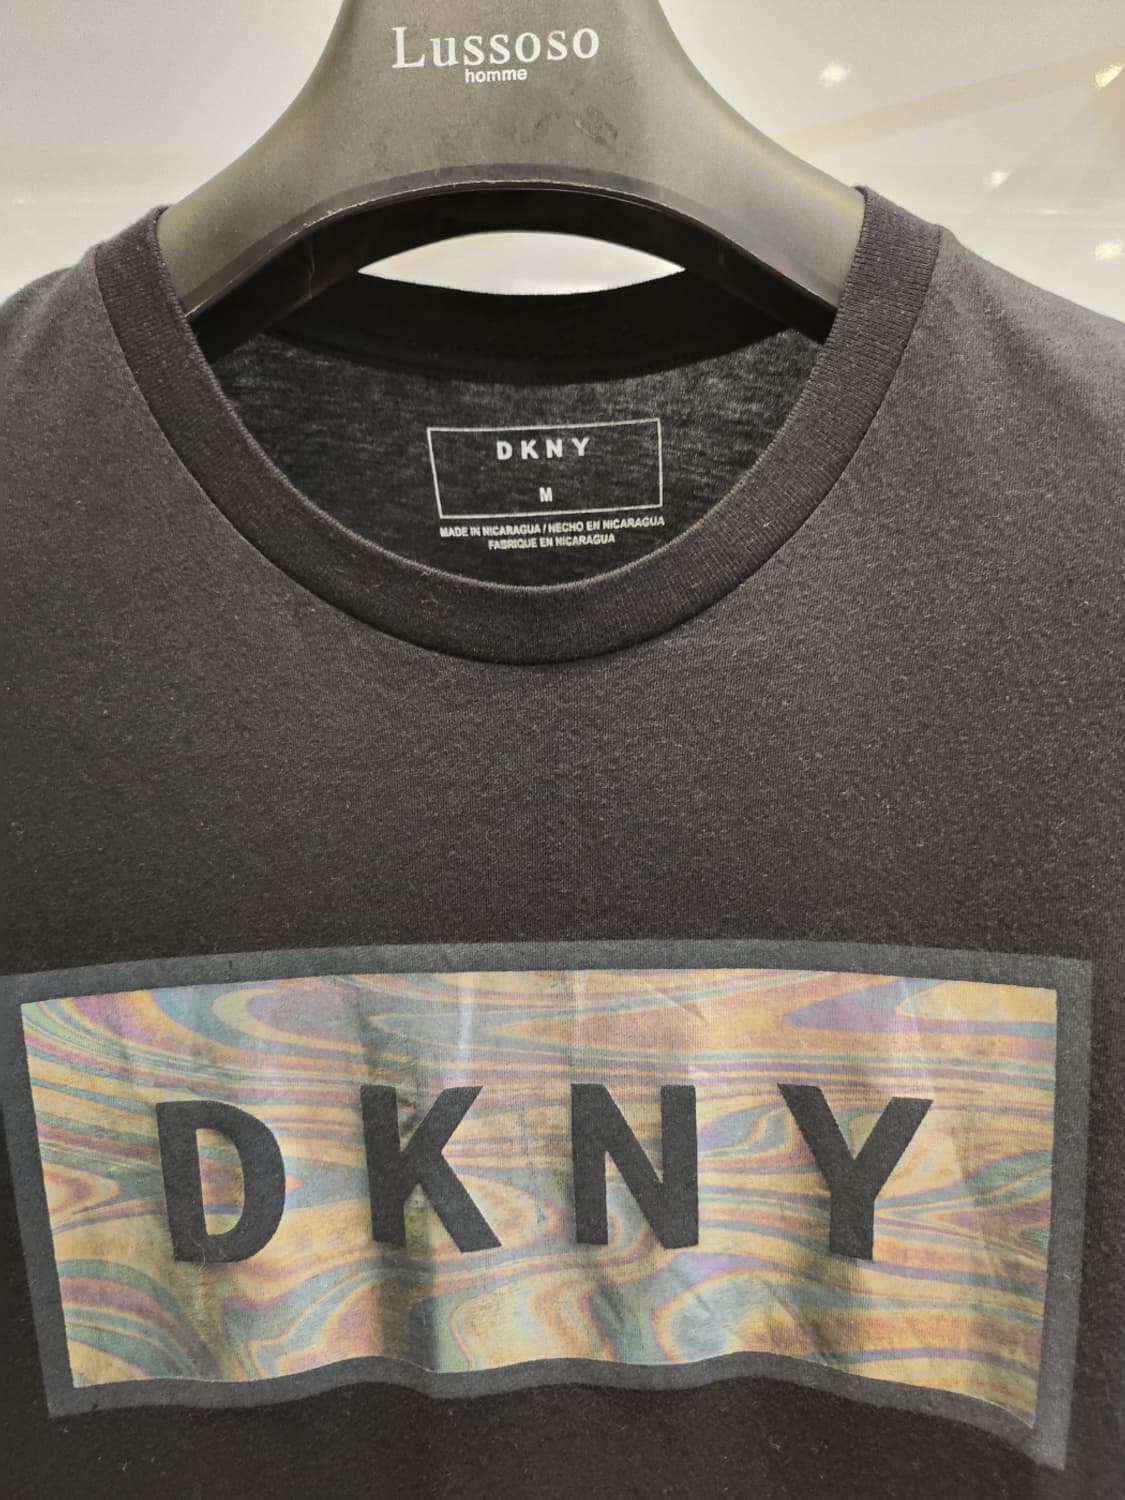 Lussoso
homme
DKNY
M
MADE IN NICARAGUA / HECHO EN NICARAGUA
FABRIQUE EN NICARAGUA
DKNY